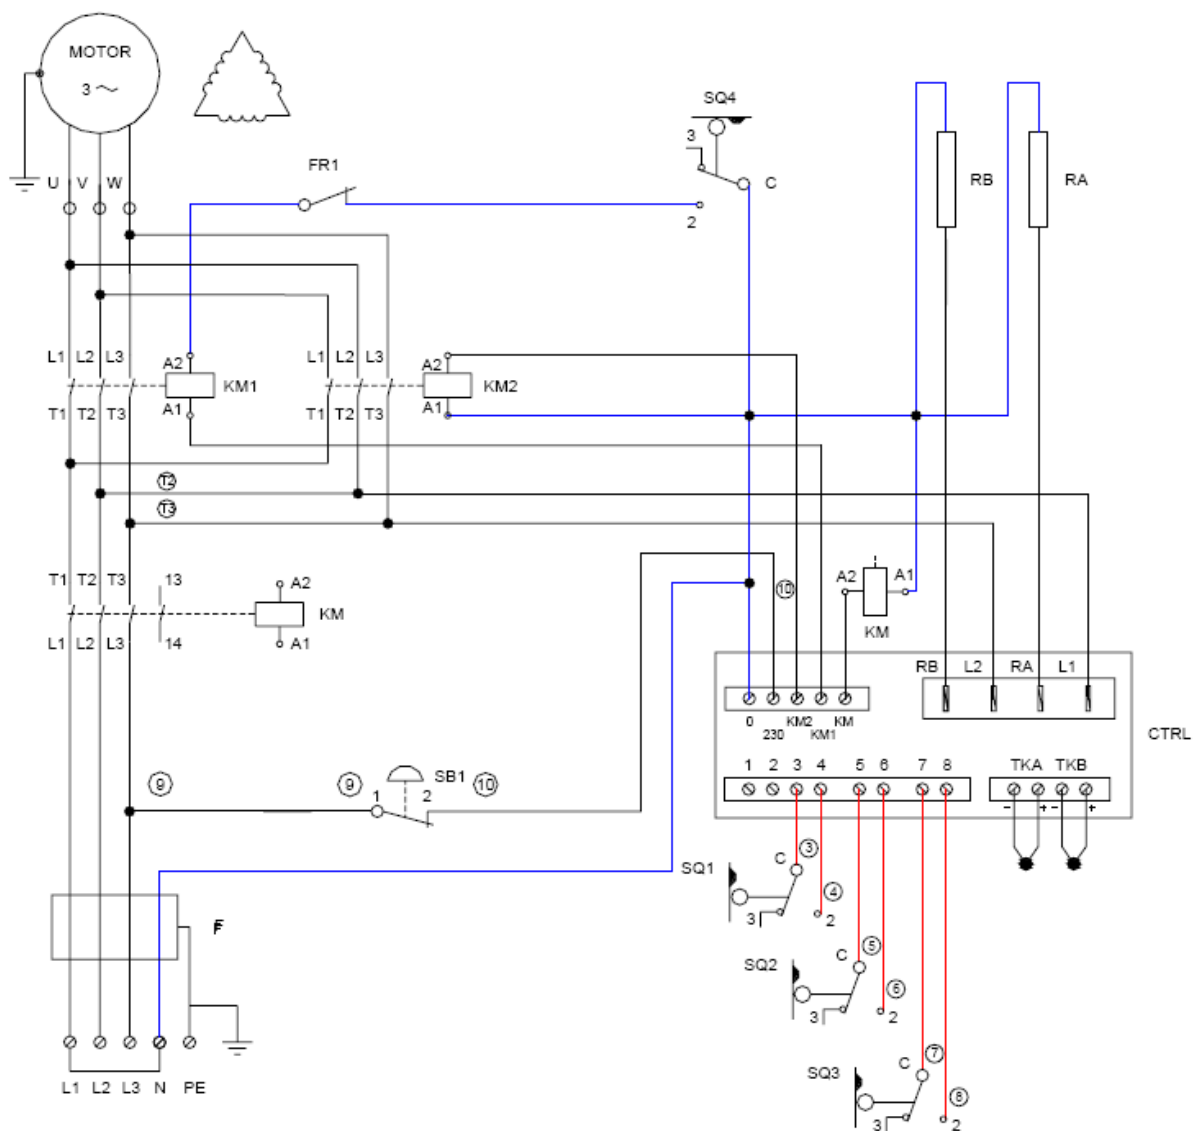 MOTOR
3
SQ4
3
C
2
FR1
RB
RA
U V W
L1 L2 L3
A2
KM1
A1
T1 T2 T3
L1 L2 L3
A2
KM2
A1
T1 T2 T3
T2
T3
T1 T2 T3 13
A2
KM
A1
L1 L2 L3 14
10
A2 A1
KM
RB L2 RA L1
0 230 KM2 KM1 KM
CTRL
1 2 3 4 5 6 7 8
TKA TKB
- + - +
9
9
1
SB1
2
10
SQ1
C
3
4
3
2
SQ2
C
5
6
3
2
SQ3
C
7
8
3
2
F
L1 L2 L3 N PE